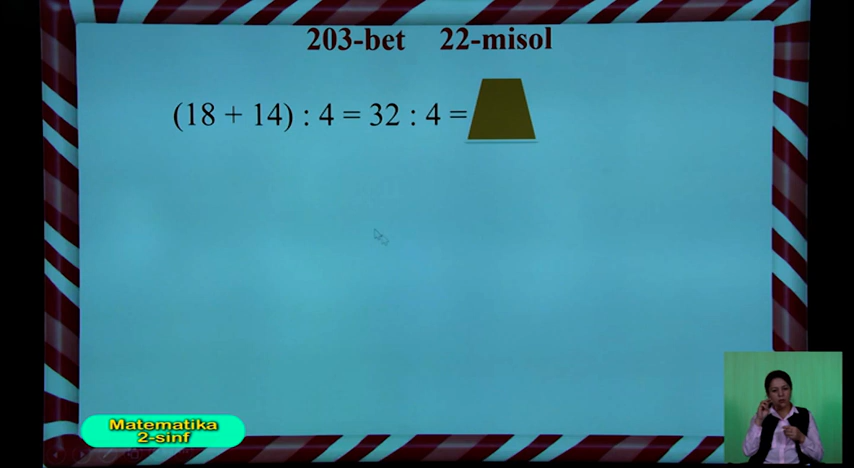 203-bet 22-misol
(18 + 14) : 4 = 32 : 4 =
Matematika
2-sinf